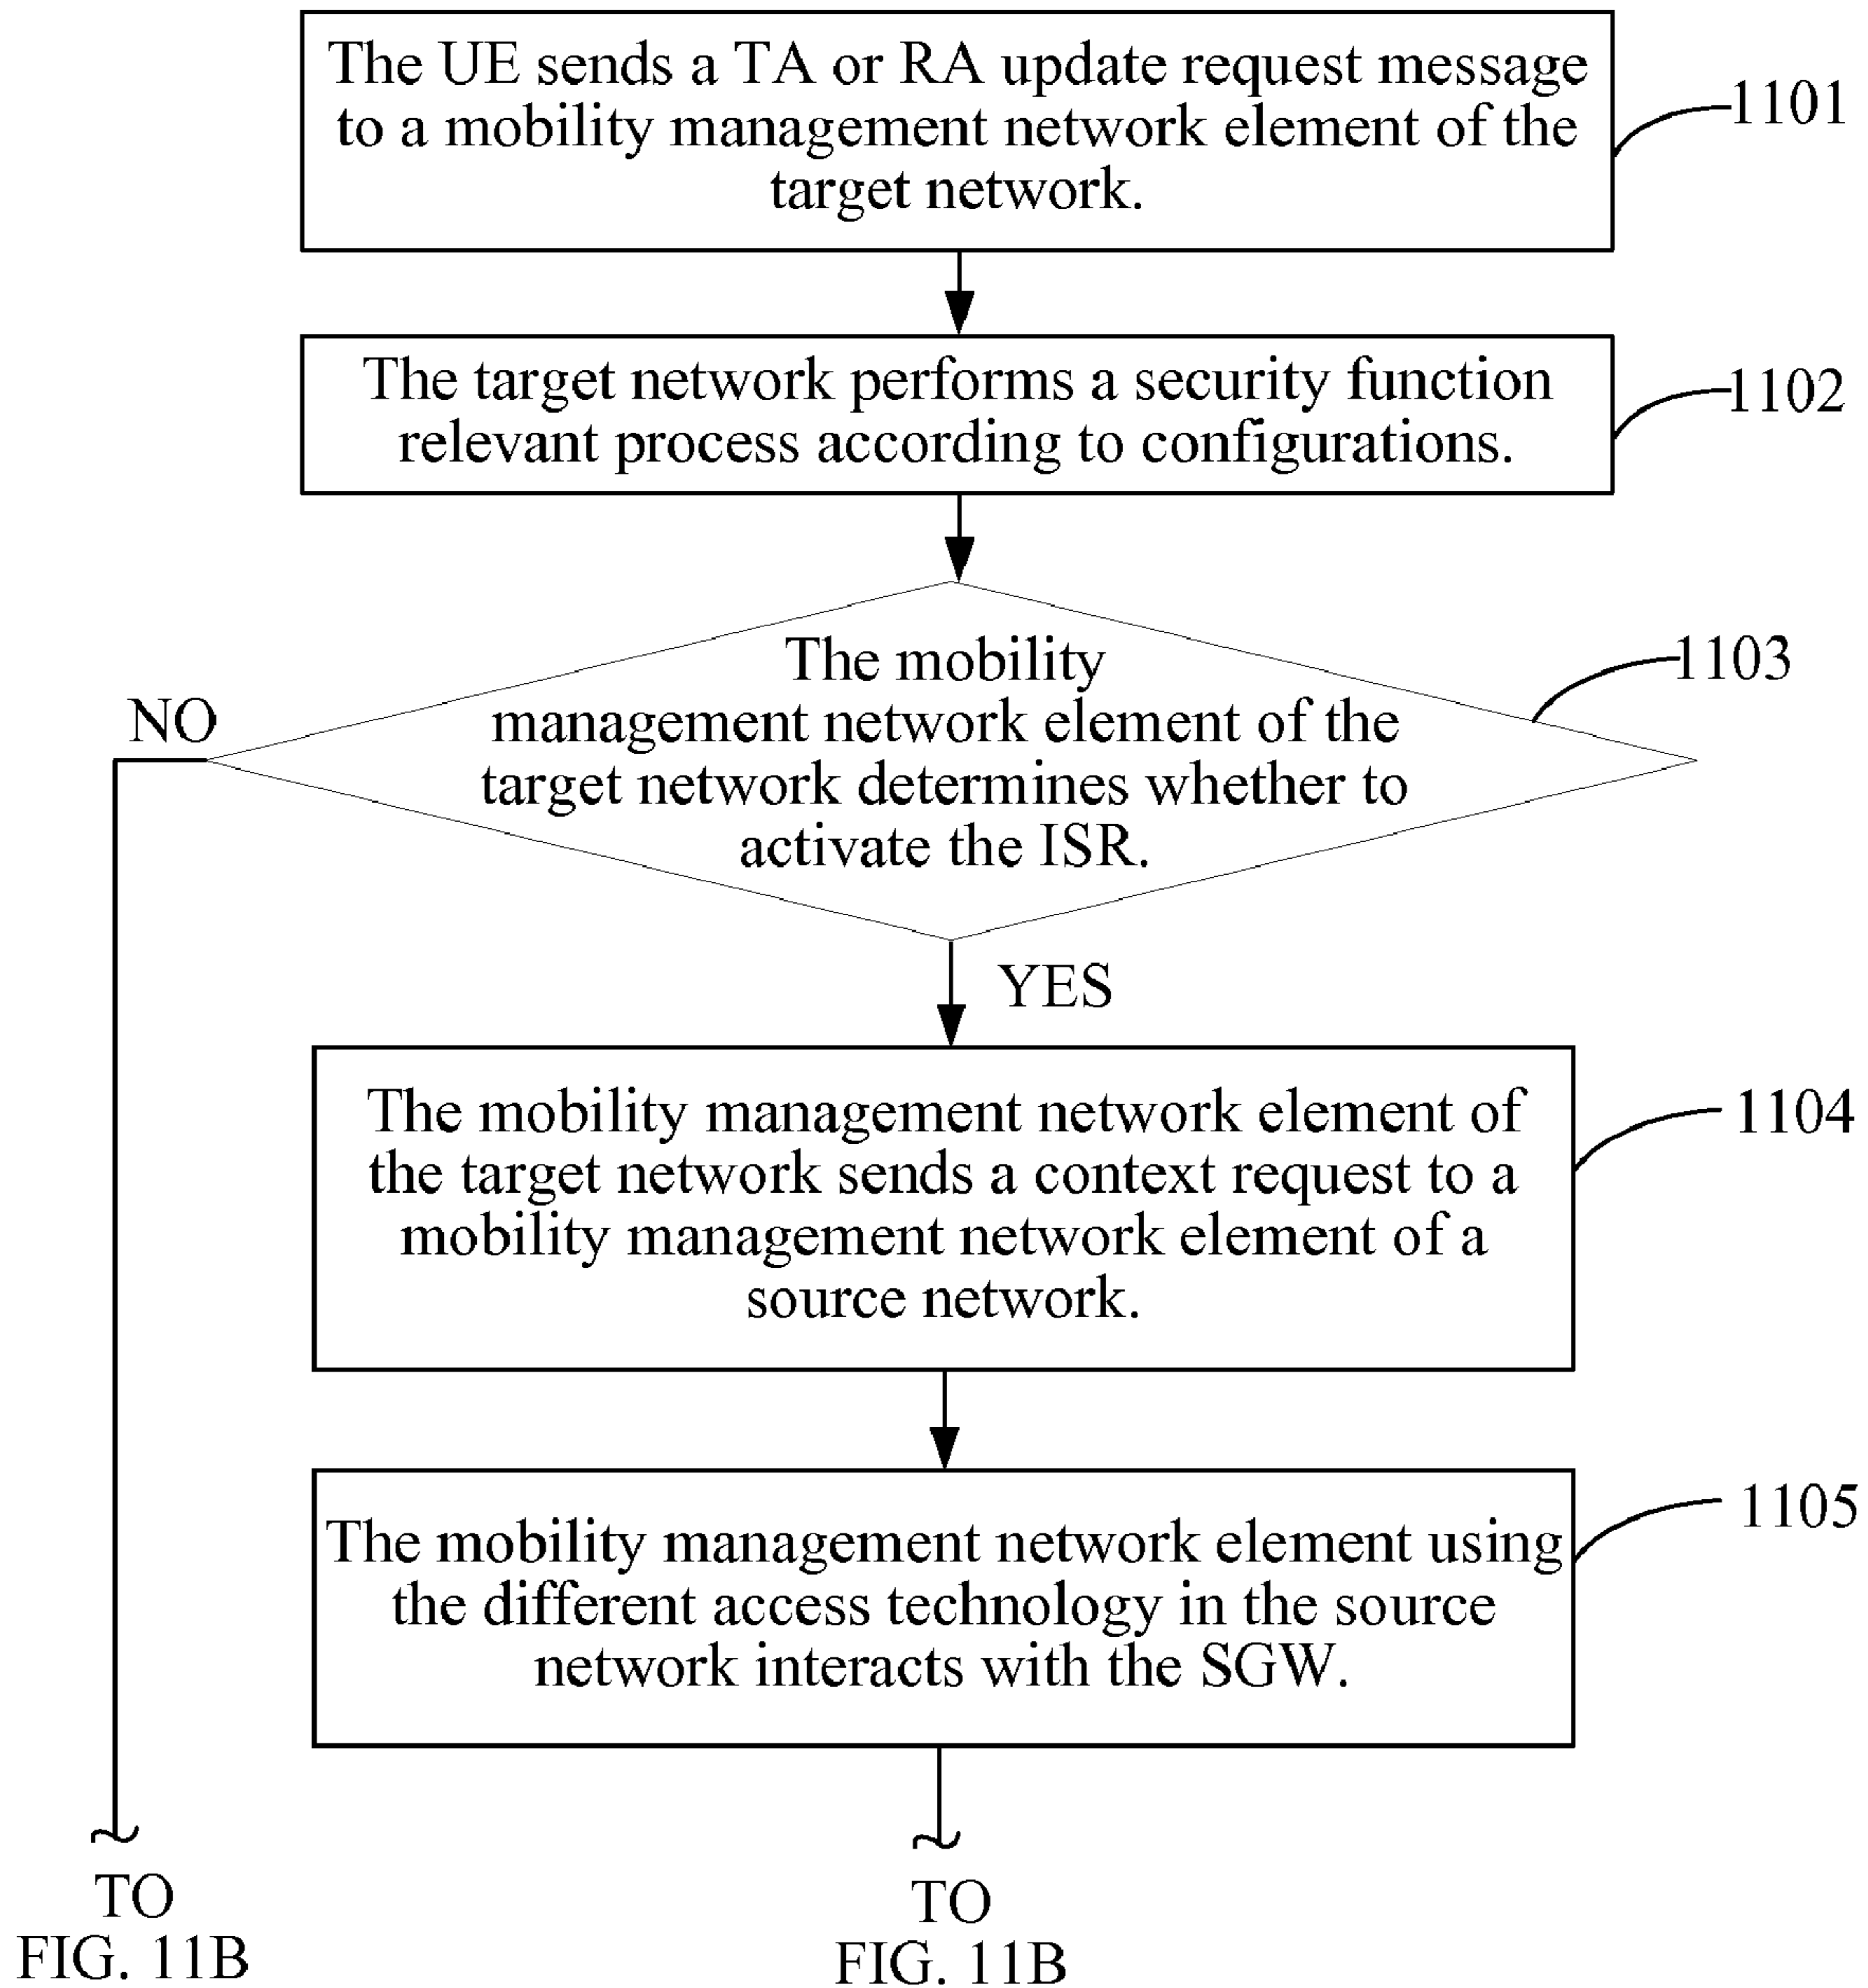 The UE sends a TA or RA update request message
to a mobility management network element of the
target network.
1101
The target network performs a security function
relevant process according to configurations.
1102
The mobility
management network element of the
target network determines whether to
activate the ISR.
1103
NO
YES
The mobility management network element of
the target network sends a context request to a
mobility management network element of a
source network.
1104
The mobility management network element using
the different access technology in the source
network interacts with the SGW.
1105
TO
FIG. 11B
TO
FIG. 11B